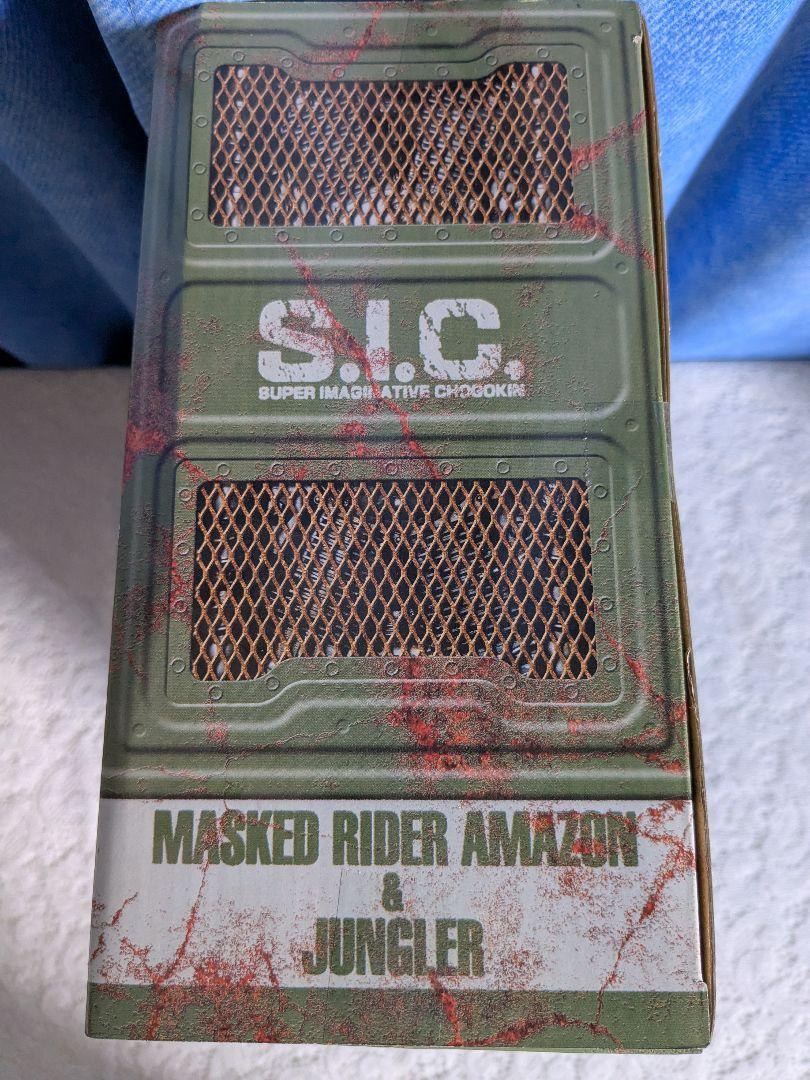 S.I.C.
SUPER IMAGINATIVE CHOGOKIN
MASKED RIDER AMAZON
&
JUNGLER